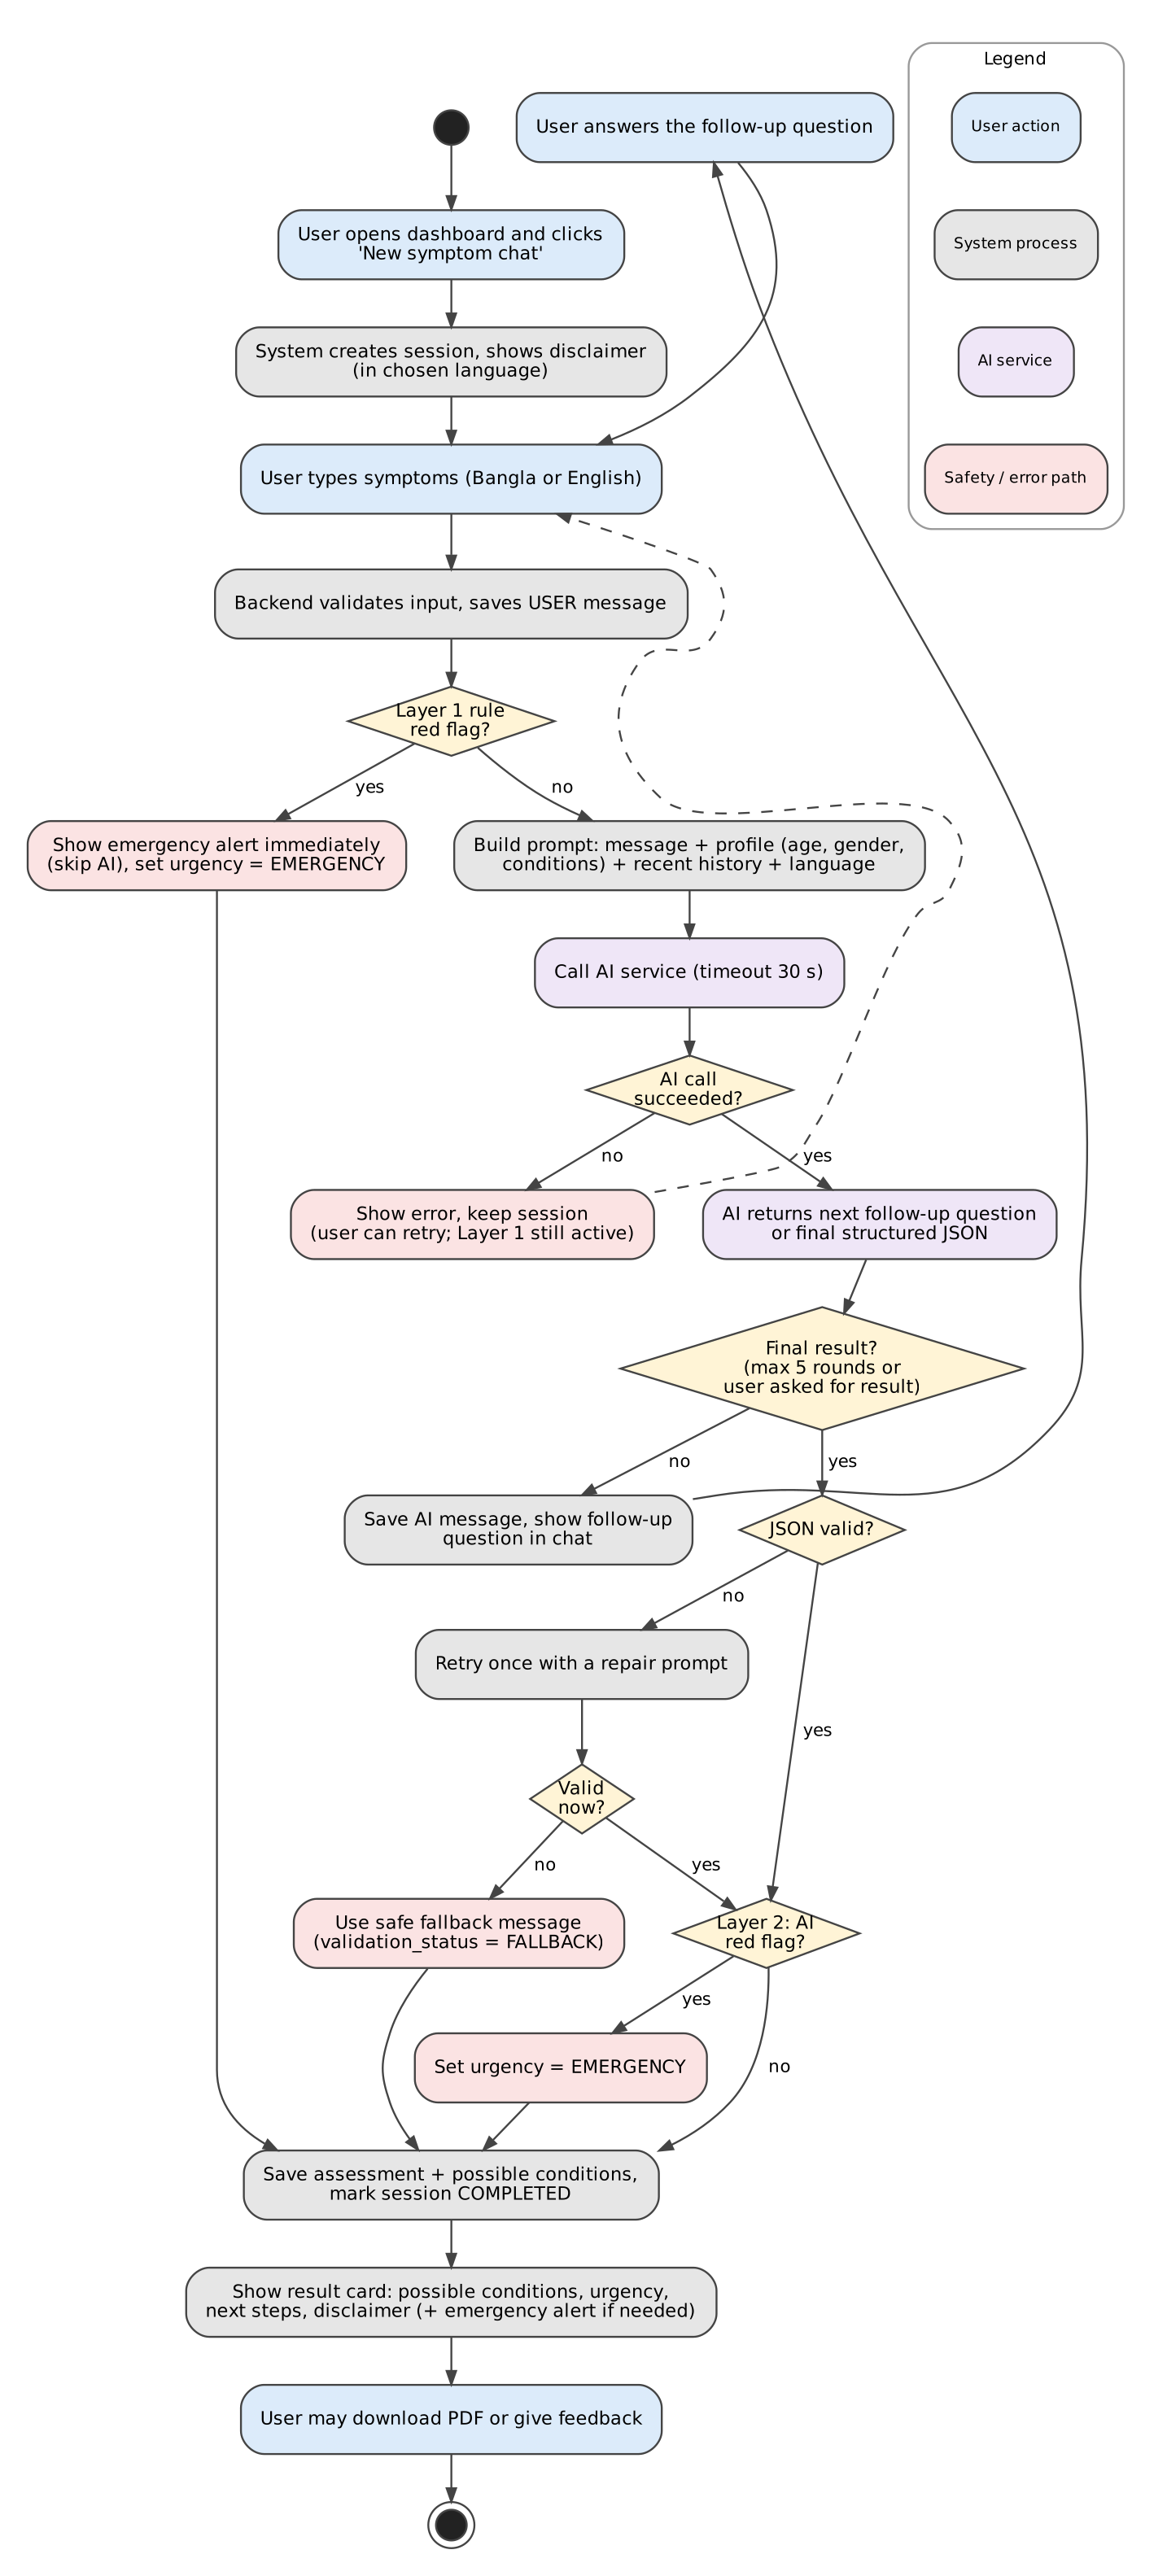 Legend
User action
System process
AI service
Safety / error path
User answers the follow-up question
User opens dashboard and clicks
'New symptom chat'
System creates session, shows disclaimer
(in chosen language)
User types symptoms (Bangla or English)
Backend validates input, saves USER message
Layer 1 rule
red flag?
yes
no
Show emergency alert immediately
(skip AI), set urgency = EMERGENCY
Build prompt: message + profile (age, gender,
conditions) + recent history + language
Call AI service (timeout 30 s)
AI call
succeeded?
no
yes
Show error, keep session
(user can retry; Layer 1 still active)
AI returns next follow-up question
or final structured JSON
Final result?
(max 5 rounds or
user asked for result)
no
yes
Save AI message, show follow-up
question in chat
JSON valid?
no
yes
Retry once with a repair prompt
Valid
now?
no
yes
Use safe fallback message
(validation_status = FALLBACK)
Layer 2: AI
red flag?
yes
no
Set urgency = EMERGENCY
Save assessment + possible conditions,
mark session COMPLETED
Show result card: possible conditions, urgency,
next steps, disclaimer (+ emergency alert if needed)
User may download PDF or give feedback